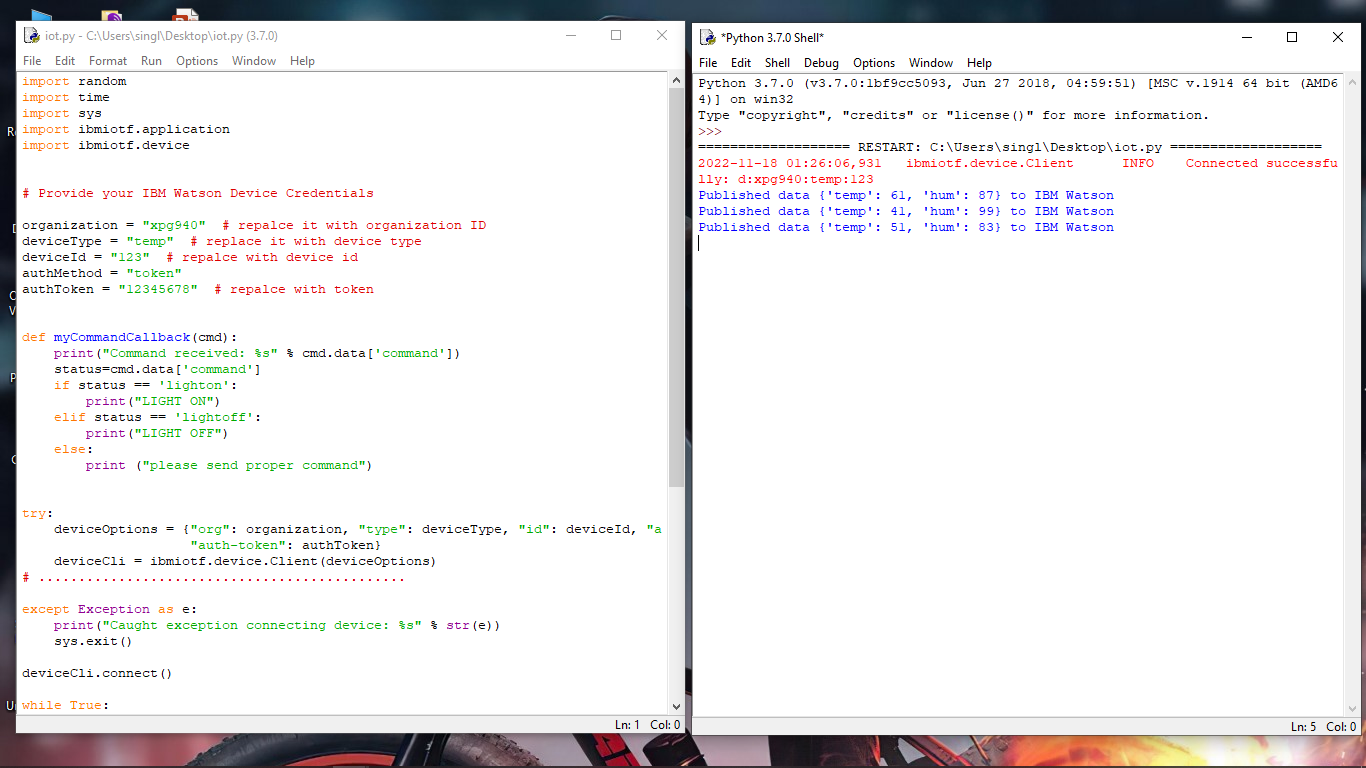 iot.py - C:\Users\singl\Desktop\iot.py (3.7.0)
File Edit Format Run Options Window Help
import random
import time
import sys
import ibmiotf.application
import ibmiotf.device
# Provide your IBM Watson Device Credentials
organization = "xpg940"  # repalce it with organization ID
deviceType = "temp"  # replace it with device type
deviceId = "123"  # repalce with device id
authMethod = "token"
authToken = "12345678"  # repalce with token
def myCommandCallback(cmd):
    print("Command received: %s" % cmd.data['command'])
    status=cmd.data['command']
    if status == 'lighton':
        print("LIGHT ON")
    elif status == 'lightoff':
        print("LIGHT OFF")
    else:
        print ("please send proper command")
try:
    deviceOptions = {"org": organization, "type": deviceType, "id": deviceId, "a
                     "auth-token": authToken}
    deviceCli = ibmiotf.device.Client(deviceOptions)
# ..............................................
except Exception as e:
    print("Caught exception connecting device: %s" % str(e))
    sys.exit()
deviceCli.connect()
while True:
Ln: 1 Col: 0
*Python 3.7.0 Shell*
File Edit Shell Debug Options Window Help
Python 3.7.0 (v3.7.0:1bf9cc5093, Jun 27 2018, 04:59:51) [MSC v.1914 64 bit (AMD6
4)] on win32
Type "copyright", "credits" or "license()" for more information.
>>>
=================== RESTART: C:\Users\singl\Desktop\iot.py ===================
2022-11-18 01:26:06,931   ibmiotf.device.Client      INFO    Connected successfu
lly: d:xpg940:temp:123
Published data {'temp': 61, 'hum': 87} to IBM Watson
Published data {'temp': 41, 'hum': 99} to IBM Watson
Published data {'temp': 51, 'hum': 83} to IBM Watson
Ln: 5 Col: 0